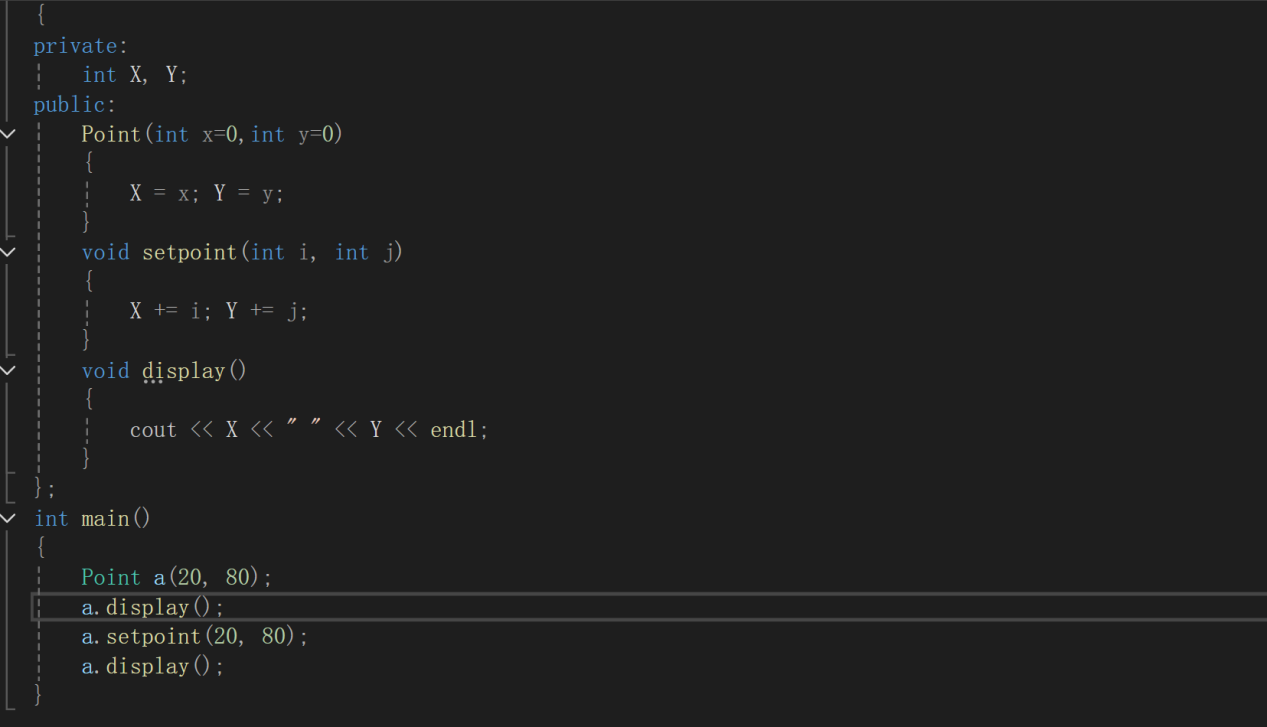 {
private:
    int X, Y;
public:
    Point(int x=0,int y=0)
    {
        X = x; Y = y;
    }
    void setpoint(int i, int j)
    {
        X += i; Y += j;
    }
    void display()
    {
        cout << X << " " << Y << endl;
    }
};
int main()
{
    Point a(20, 80);
    a.display();
    a.setpoint(20, 80);
    a.display();
}